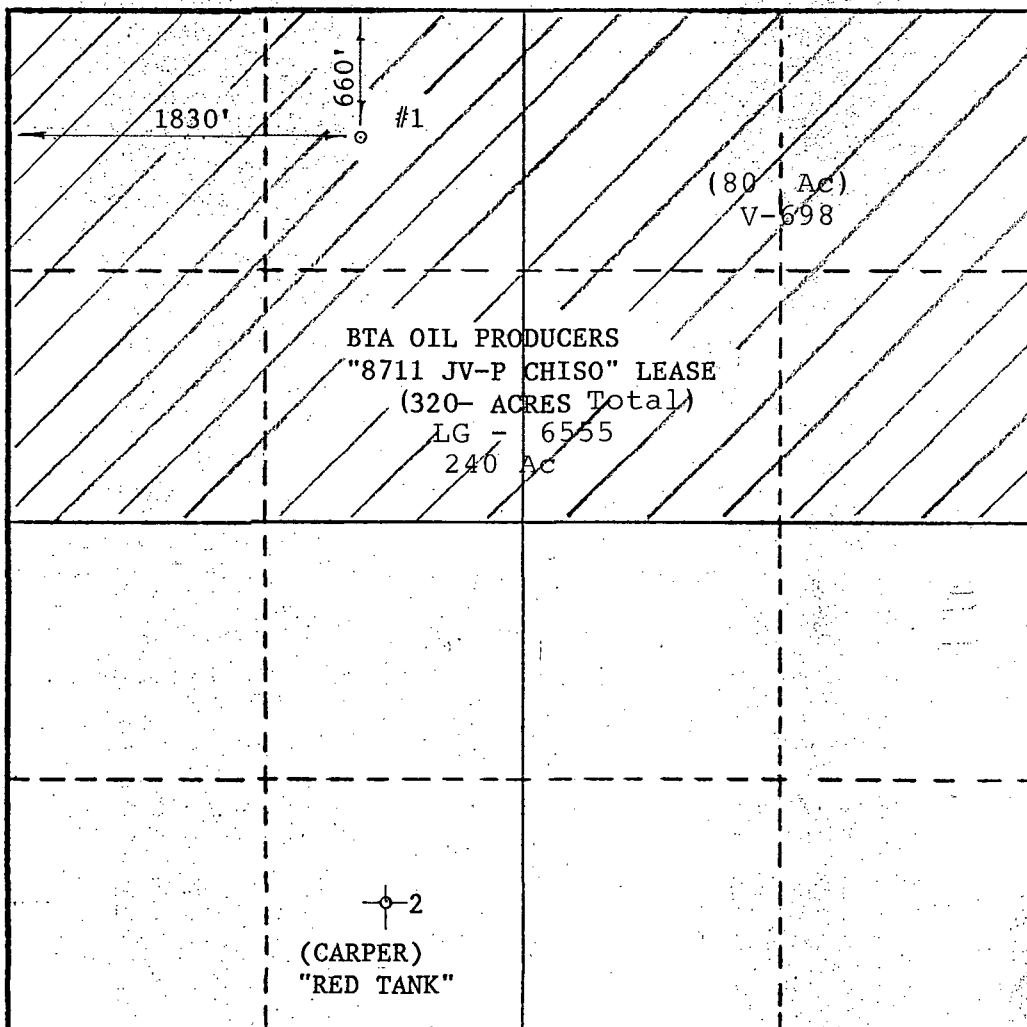 660'
1830'
#1
(80 Ac)
V-698
BTA OIL PRODUCERS
"8711 JV-P CHISO" LEASE
(320- ACRES Total)
LG - 6555
240 Ac
2
(CARPER)
"RED TANK"